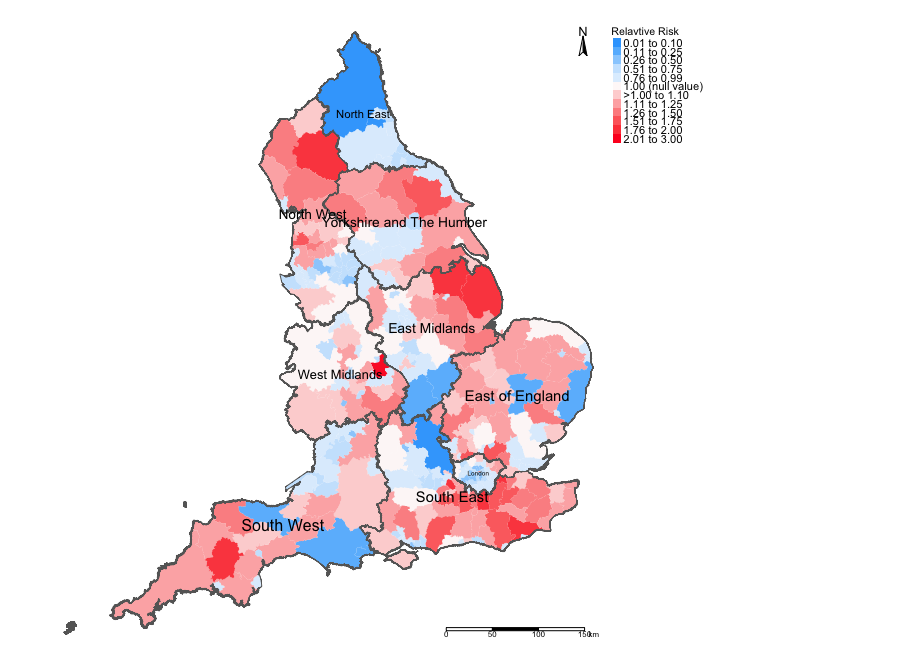 N
Relavtive Risk
0.01 to 0.10
0.11 to 0.25
0.26 to 0.50
0.51 to 0.75
0.76 to 0.99
1.00 (null value)
>1.00 to 1.10
1.11 to 1.25
1.26 to 1.50
1.51 to 1.75
1.76 to 2.00
2.01 to 3.00
North East
North West
Yorkshire and The Humber
East Midlands
West Midlands
East of England
London
South East
South West
0 50 100 150km